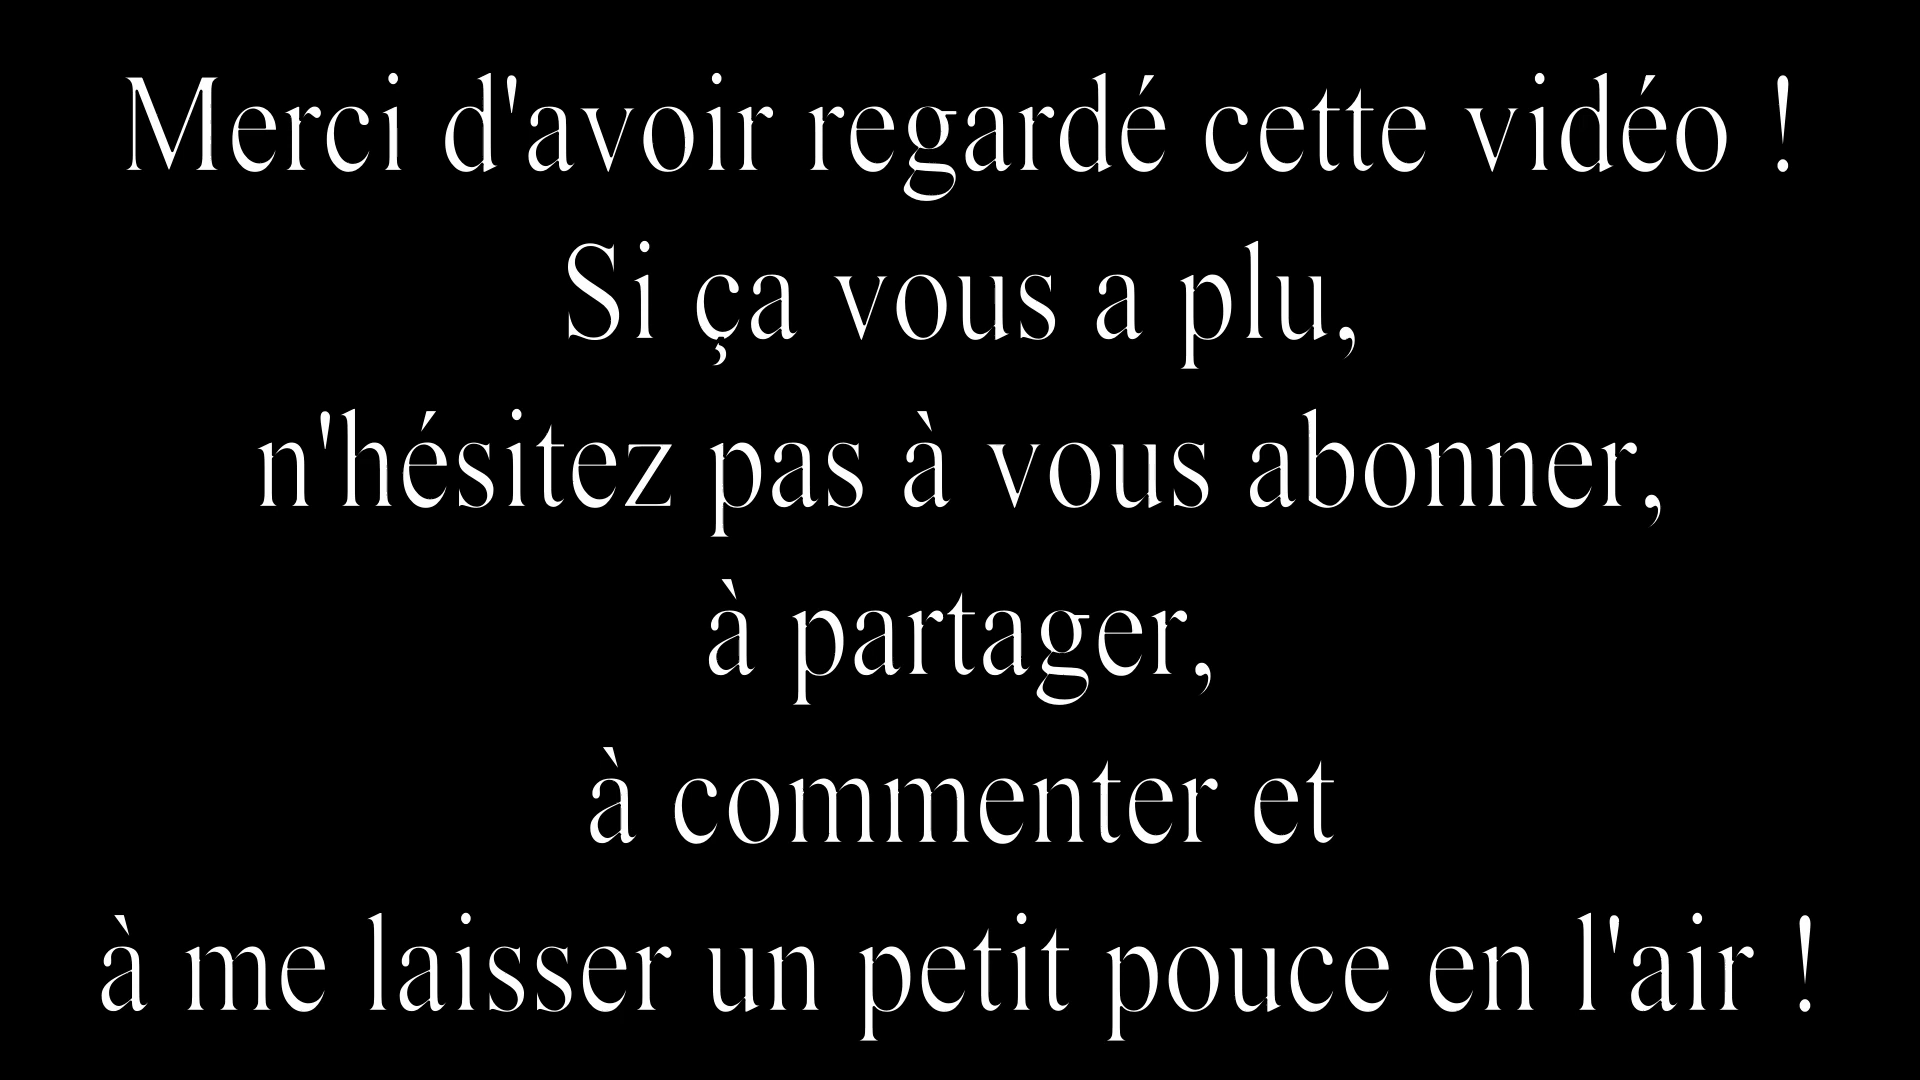 Merci d'avoir regardé cette vidéo !
Si ça vous a plu,
n'hésitez pas à vous abonner,
à partager,
à commenter et
à me laisser un petit pouce en l'air !